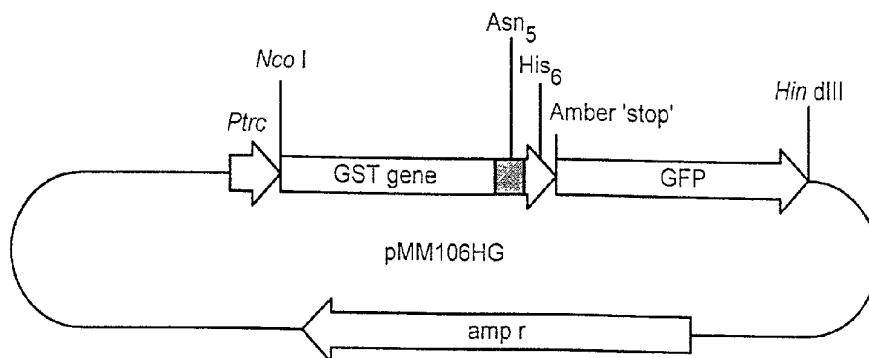 Asn5
Nco I
His6
Hin dIII
Ptrc
Amber 'stop'
GST gene
GFP
pMM106HG
amp r